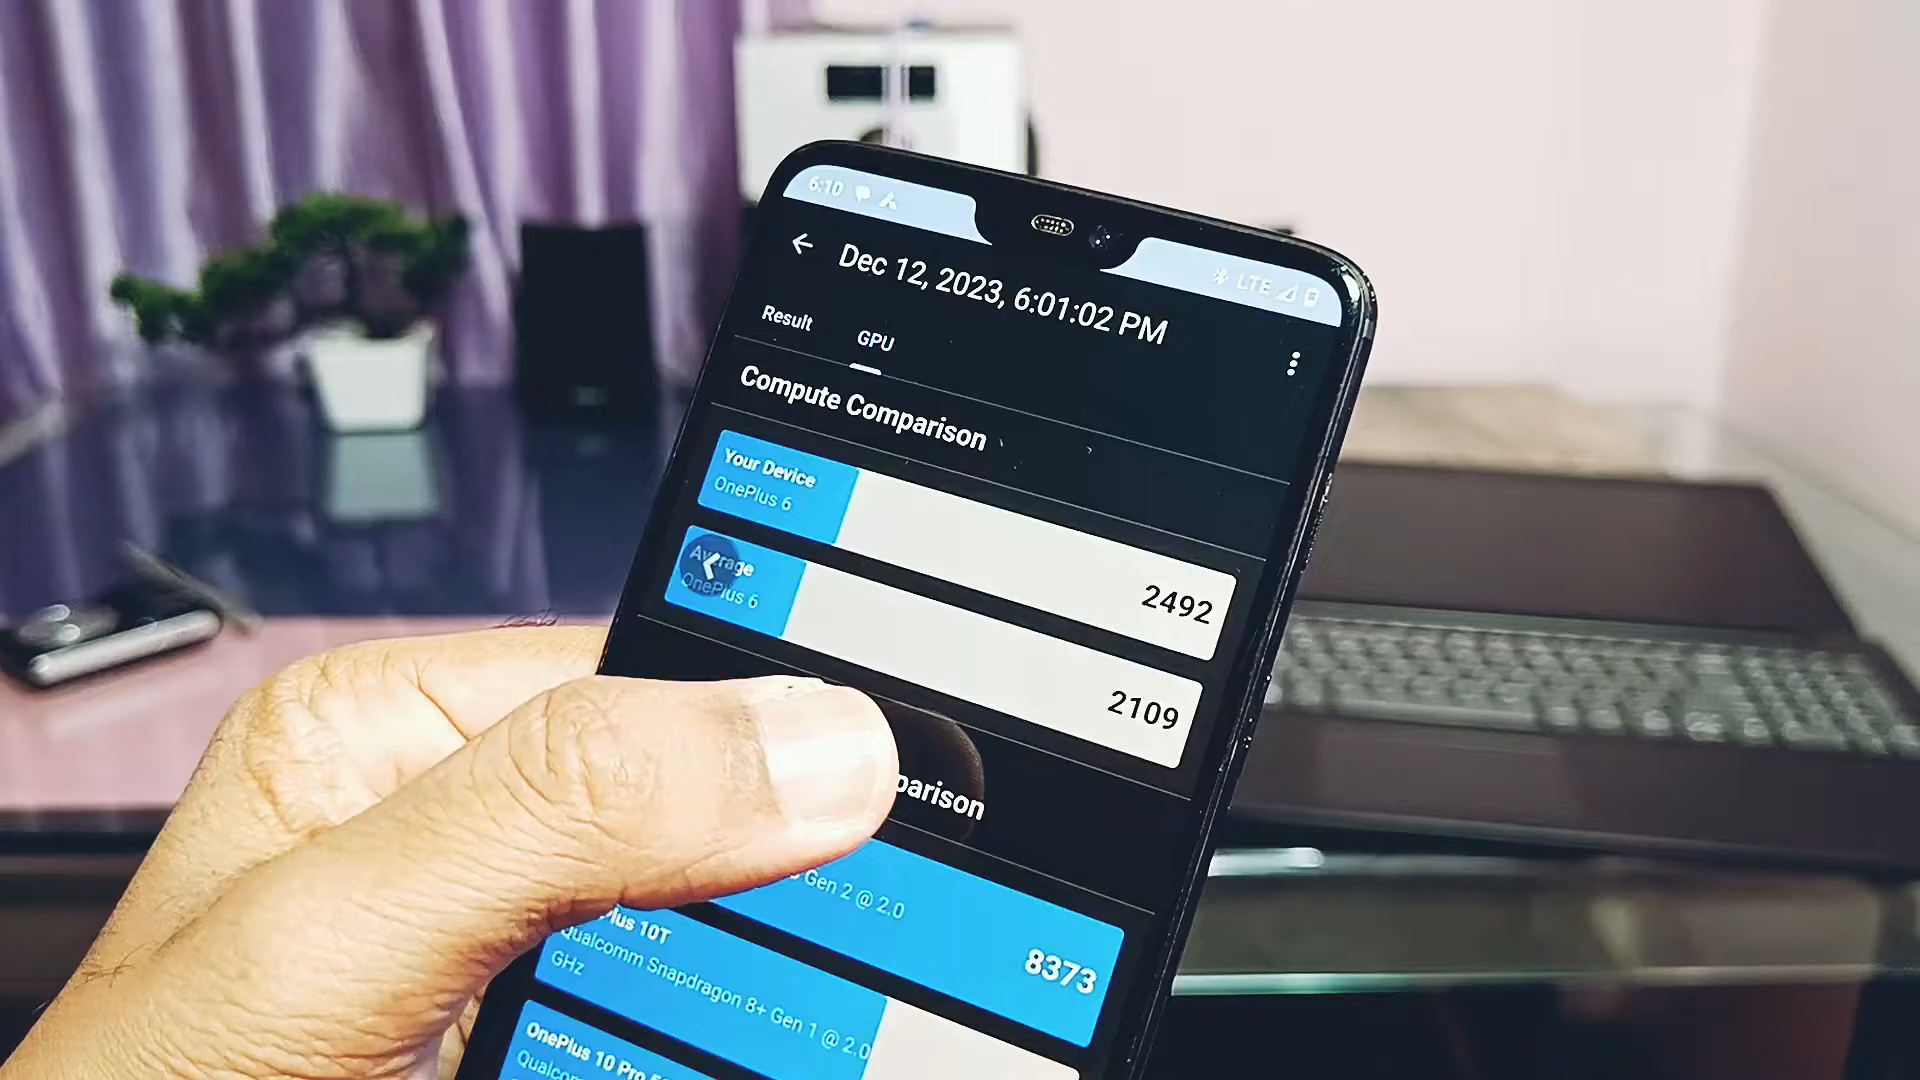 6:10
LTE
Dec 12, 2023, 6:01:02 PM
Result
GPU
Compute Comparison
Your Device
OnePlus 6
2492
Average
OnePlus 6
2109
parison
Gen 2 @ 2.0
8373
Plus 10T
Qualcomm Snapdragon 8+ Gen 1 @ 2.0
GHz
OnePlus 10 Pro
Qualcom